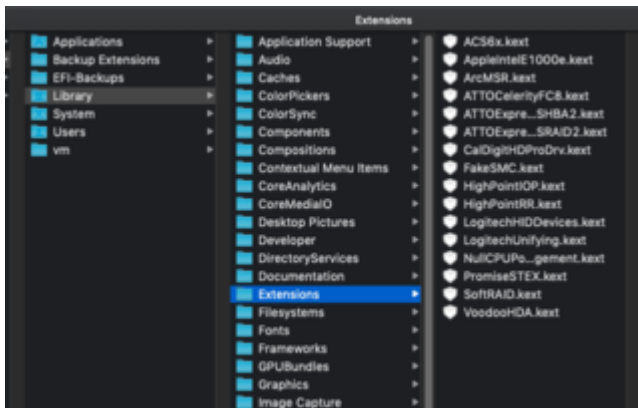 Extensions
Applications
Backup Extensions
EFI-Backups
Library
System
Users
vm
Application Support
Audio
Caches
ColorPickers
ColorSync
Components
Compositions
Contextual Menu Items
CoreAnalytics
CoreMediaIO
Desktop Pictures
Developer
DirectoryServices
Documentation
Extensions
Filesystems
Fonts
Frameworks
GPUBundles
Graphics
Image Capture
ACS6x.kext
AppleIntelE1000e.kext
ArcMSR.kext
ATTOCelerityFC8.kext
ATTOExpre...SHBA2.kext
ATTOExpre...SRAID2.kext
CalDigitHDProDrv.kext
FakeSMC.kext
HighPointIOP.kext
HighPointRR.kext
LogitechHIDDevices.kext
LogitechUnifying.kext
NullCPUPo...gement.kext
PromiseSTEX.kext
SoftRAID.kext
VoodooHDA.kext